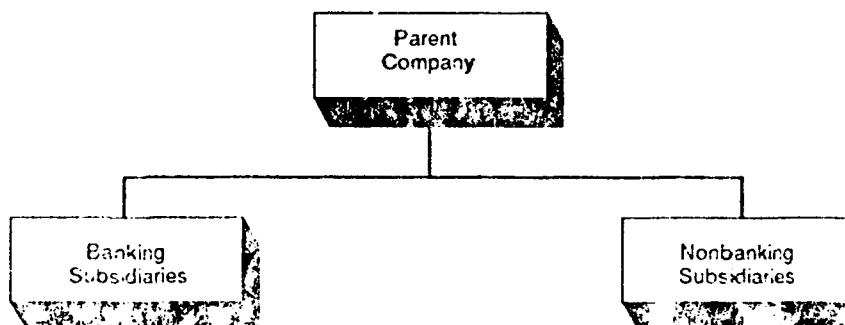 Parent
Company
Banking
Subsidiaries
Nonbanking
Subsidiaries